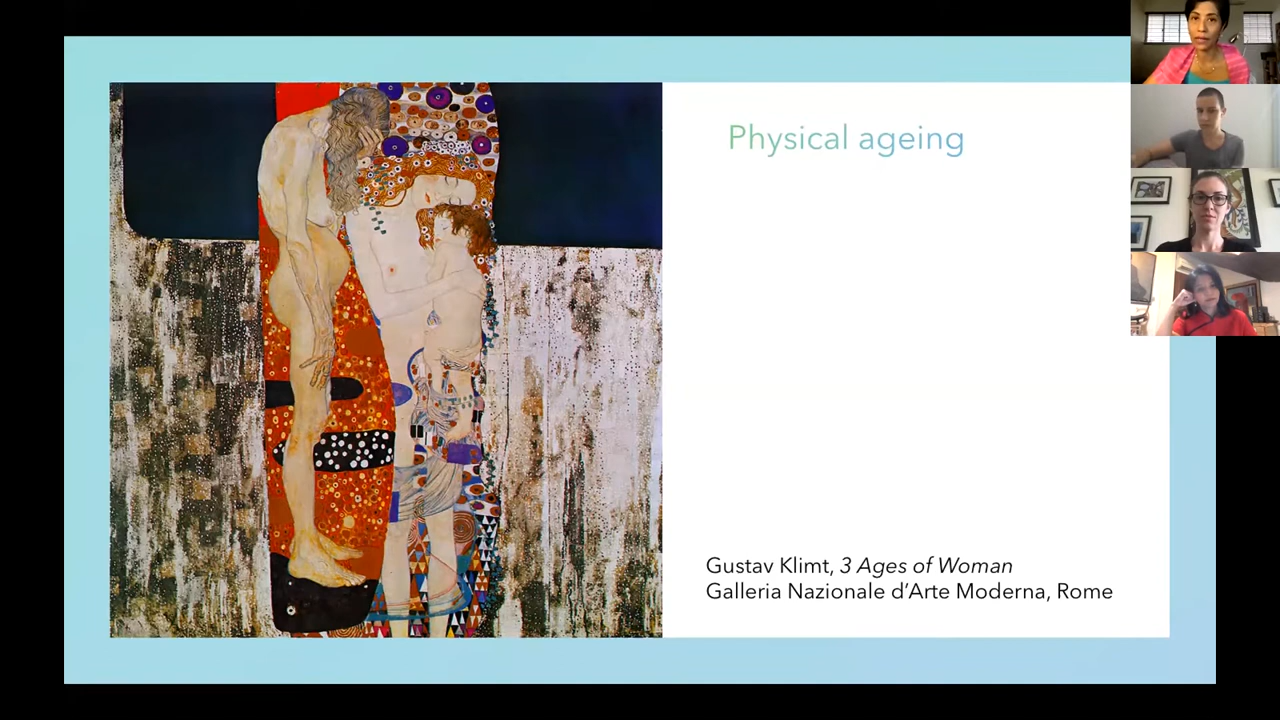 Physical ageing
Gustav Klimt, 3 Ages of Woman
Galleria Nazionale d’Arte Moderna, Rome